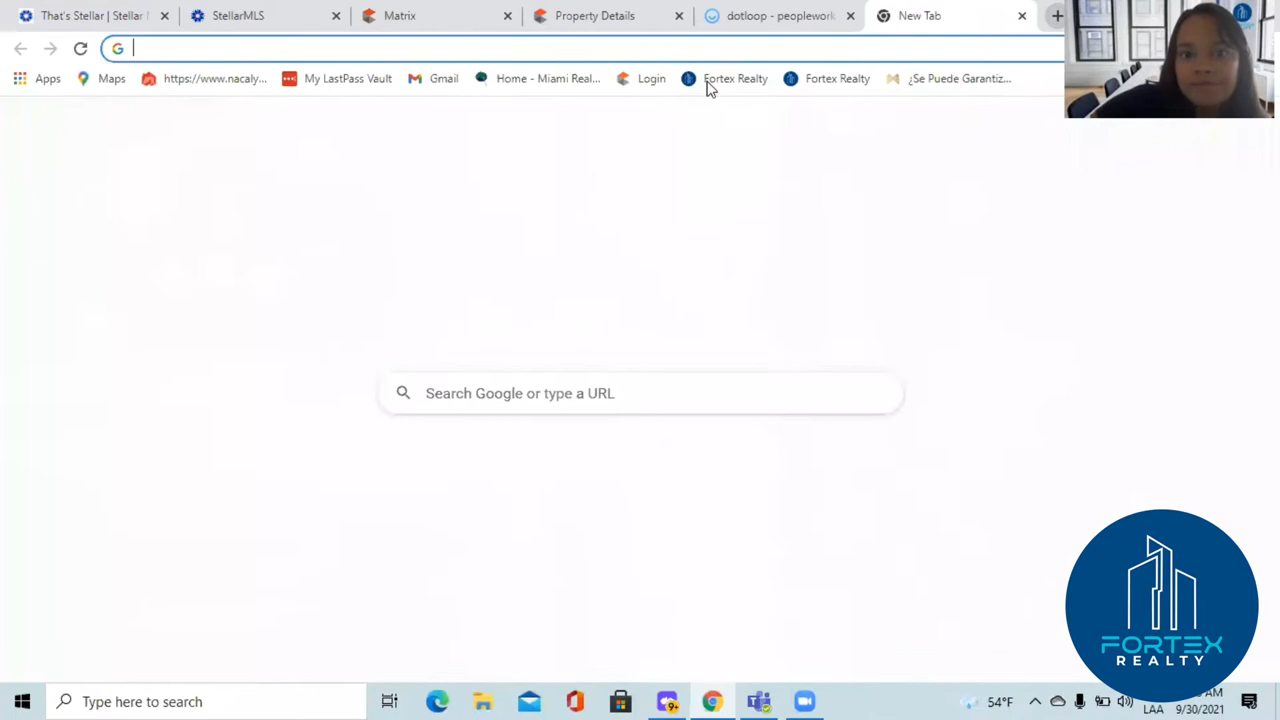 That's Stellar | Stellar
StellarMLS
Matrix
Property Details
dotloop - peoplework
New Tab
Apps
Maps
https://www.nacaly...
My LastPass Vault
Gmail
Home - Miami Real...
Login
Fortex Realty
Fortex Realty
¿Se Puede Garantiz...
Search Google or type a URL
FORTEX
REALTY
Type here to search
9+
54°F
AM
LAA
9/30/2021